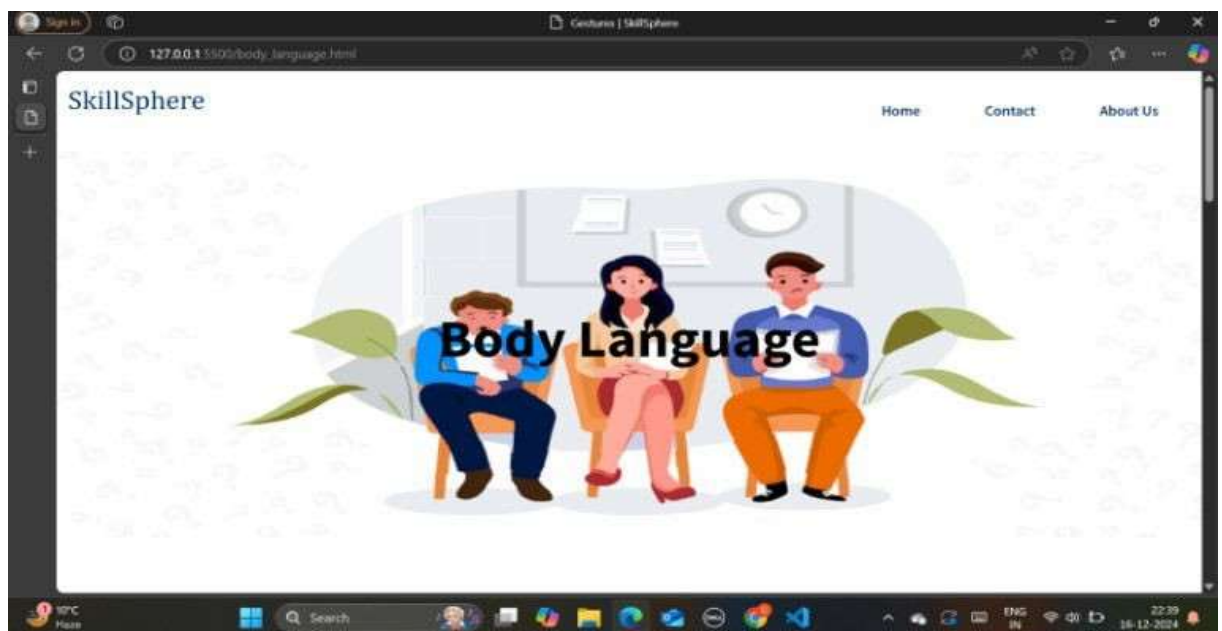 Sign in
Gestures | SkillSphere
127.0.0.1:5500/body_language.html
SkillSphere
Home Contact About Us
Body Language
10°C
Haze
Search
ENG
IN
22:39
16-12-2024